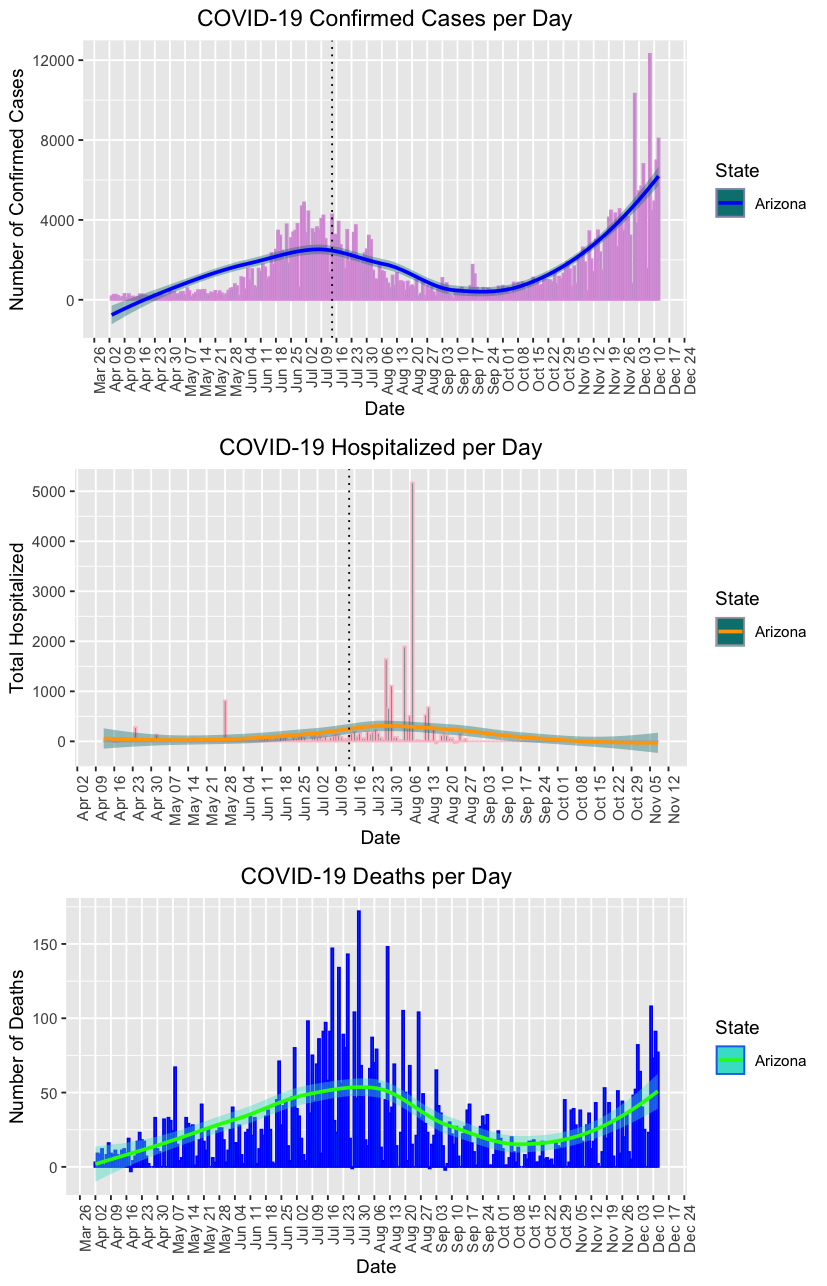 COVID-19 Confirmed Cases per Day
Number of Confirmed Cases
12000
8000
4000
0
Mar 26
Apr 02
Apr 09
Apr 16
Apr 23
Apr 30
May 07
May 14
May 21
May 28
Jun 04
Jun 11
Jun 18
Jun 25
Jul 02
Jul 09
Jul 16
Jul 23
Jul 30
Aug 06
Aug 13
Aug 20
Aug 27
Sep 03
Sep 10
Sep 17
Sep 24
Oct 01
Oct 08
Oct 15
Oct 22
Oct 29
Nov 05
Nov 12
Nov 19
Nov 26
Dec 03
Dec 10
Dec 17
Dec 24
Date
State
Arizona
COVID-19 Hospitalized per Day
Total Hospitalized
5000
4000
3000
2000
1000
0
Apr 02
Apr 09
Apr 16
Apr 23
Apr 30
May 07
May 14
May 21
May 28
Jun 04
Jun 11
Jun 18
Jun 25
Jul 02
Jul 09
Jul 16
Jul 23
Jul 30
Aug 06
Aug 13
Aug 20
Aug 27
Sep 03
Sep 10
Sep 17
Sep 24
Oct 01
Oct 08
Oct 15
Oct 22
Oct 29
Nov 05
Nov 12
Date
State
Arizona
COVID-19 Deaths per Day
Number of Deaths
150
100
50
0
Mar 26
Apr 02
Apr 09
Apr 16
Apr 23
Apr 30
May 07
May 14
May 21
May 28
Jun 04
Jun 11
Jun 18
Jun 25
Jul 02
Jul 09
Jul 16
Jul 23
Jul 30
Aug 06
Aug 13
Aug 20
Aug 27
Sep 03
Sep 10
Sep 17
Sep 24
Oct 01
Oct 08
Oct 15
Oct 22
Oct 29
Nov 05
Nov 12
Nov 19
Nov 26
Dec 03
Dec 10
Dec 17
Dec 24
Date
State
Arizona